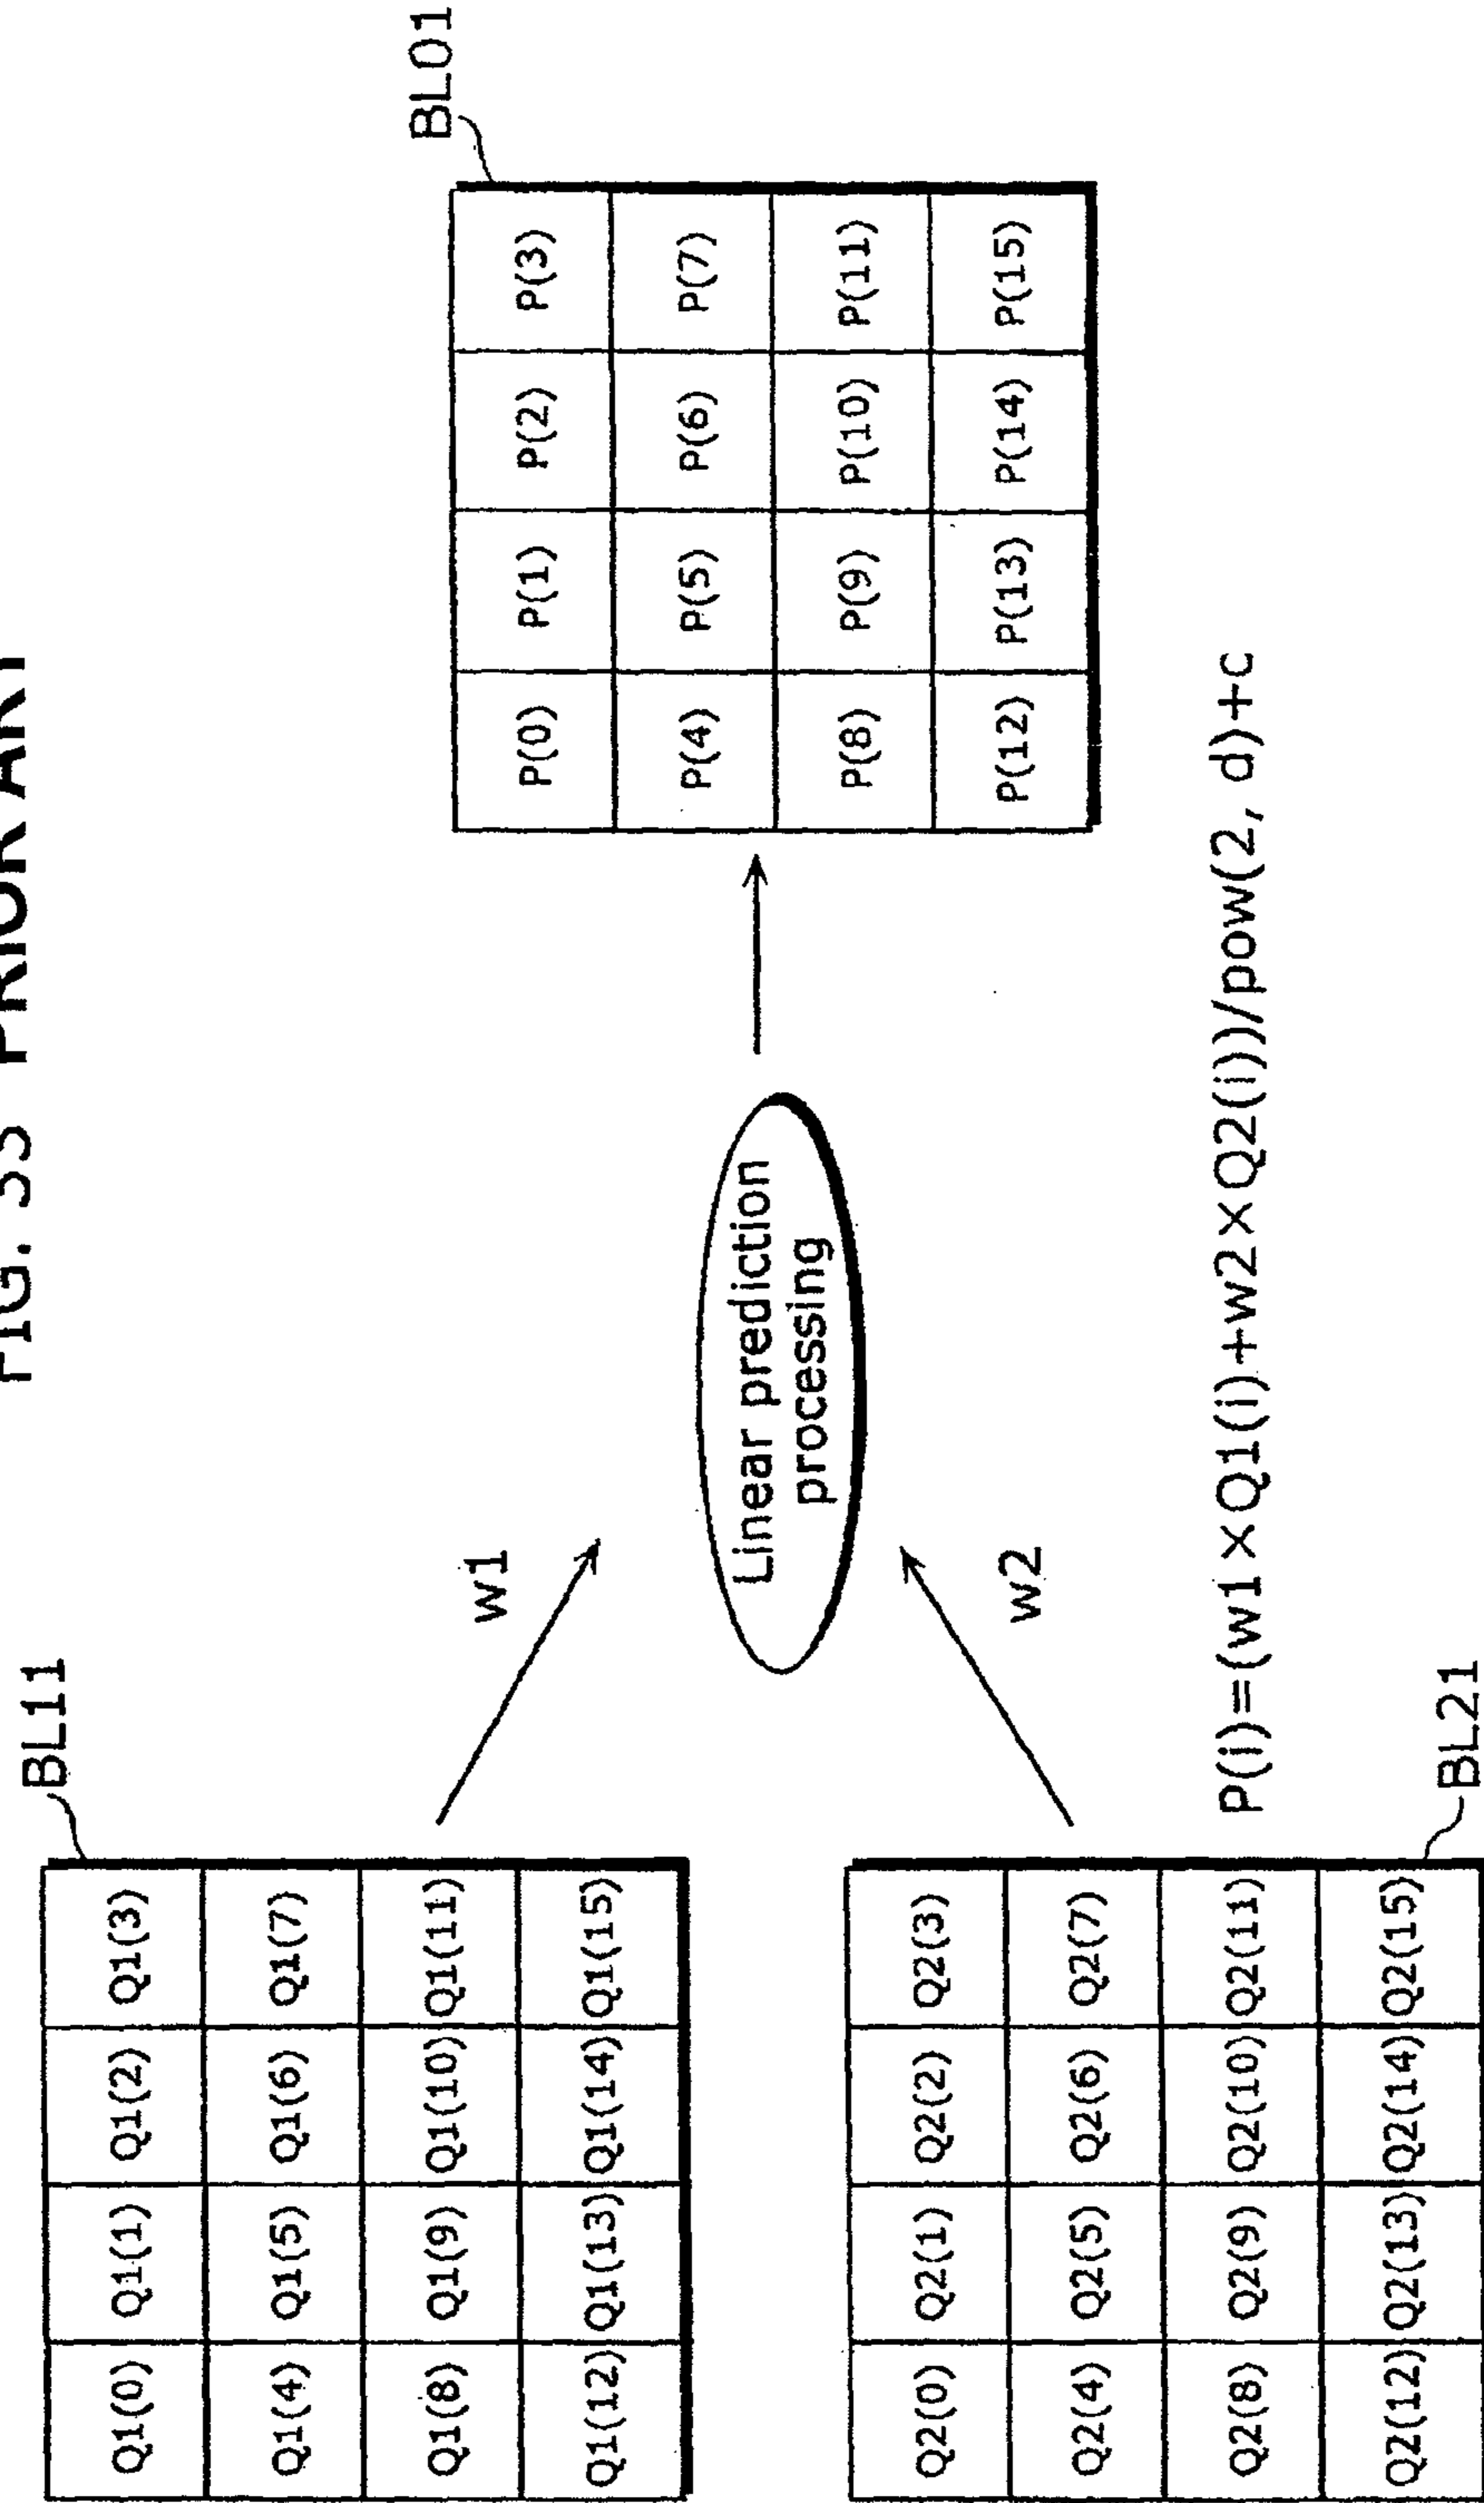 FIG. 33 PRIOR ART
BL11
Q1(0) Q1(1) Q1(2) Q1(3)
Q1(4) Q1(5) Q1(6) Q1(7)
Q1(8) Q1(9) Q1(10) Q1(11)
Q1(12) Q1(13) Q1(14) Q1(15)
w1
BL01
P(0) P(1) P(2) P(3)
P(4) P(5) P(6) P(7)
P(8) P(9) P(10) P(11)
P(12) P(13) P(14) P(15)
Linear prediction
processing
w2
Q2(0) Q2(1) Q2(2) Q2(3)
Q2(4) Q2(5) Q2(6) Q2(7)
Q2(8) Q2(9) Q2(10) Q2(11)
Q2(12) Q2(13) Q2(14) Q2(15)
P(i)=(w1×Q1(i)+w2×Q2(i))/pow(2, d)+c
BL21